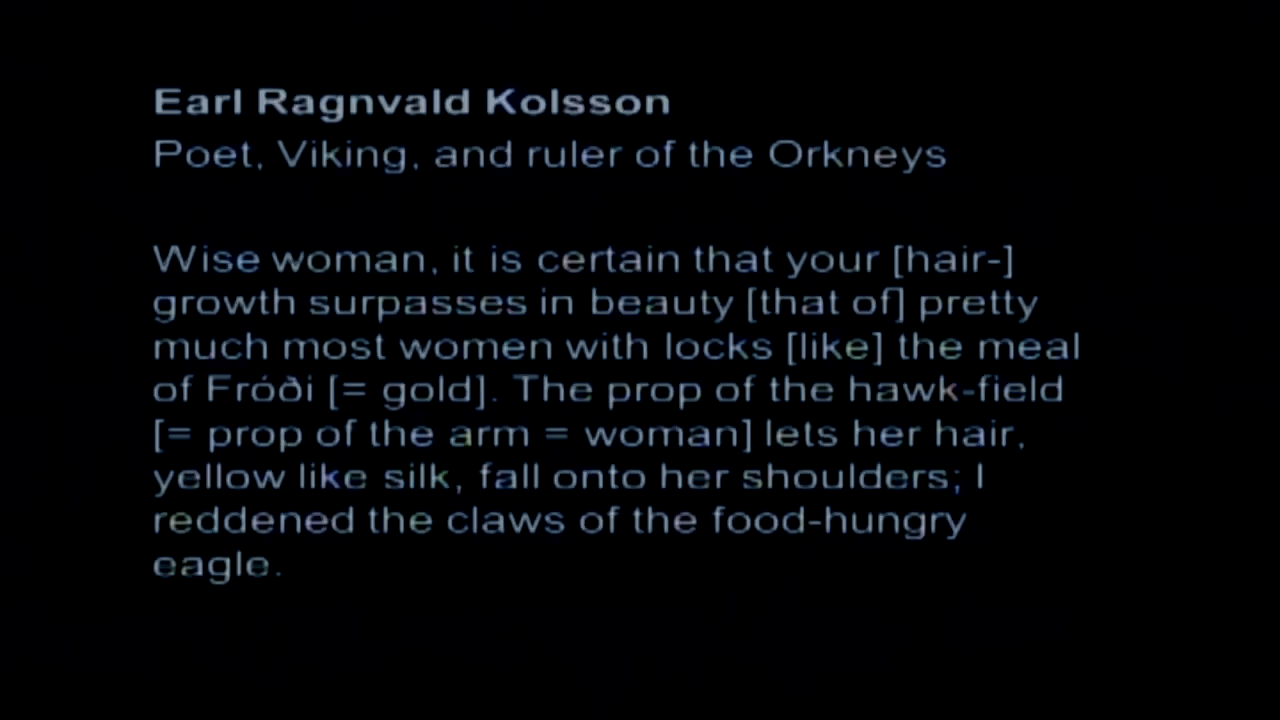 Earl Ragnvald Kolsson
Poet, Viking, and ruler of the Orkneys
Wise woman, it is certain that your [hair-]
growth surpasses in beauty [that of] pretty
much most women with locks [like] the meal
of Fróði [= gold]. The prop of the hawk-field
[= prop of the arm = woman] lets her hair,
yellow like silk, fall onto her shoulders; I
reddened the claws of the food-hungry
eagle.